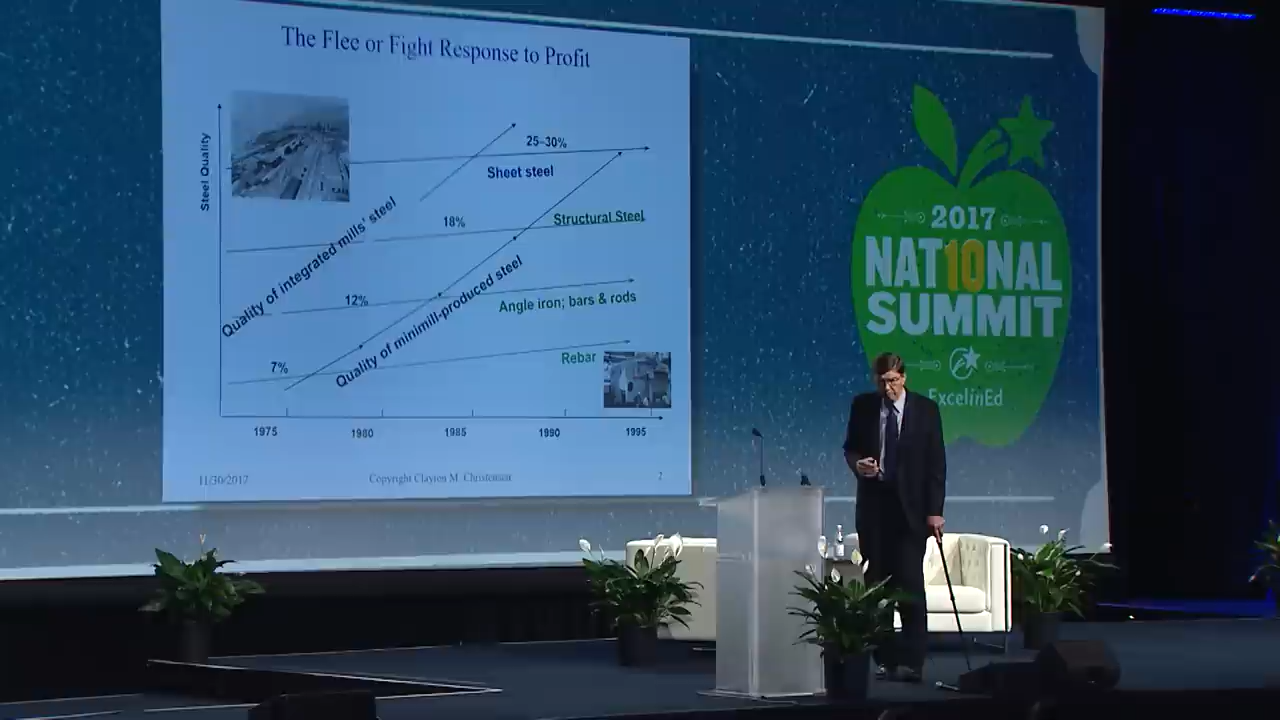 The Flee or Fight Response to Profit
Steel Quality
25–30%
Sheet steel
18%
Structural Steel
Quality of integrated mills' steel
12%
Angle iron; bars & rods
Quality of minimill-produced steel
7%
Rebar
1975
1980
1985
1990
1995
11/30/2017
Copyright Clayton M. Christensen
2
2017
NAT10NAL
SUMMIT
ExcelinEd